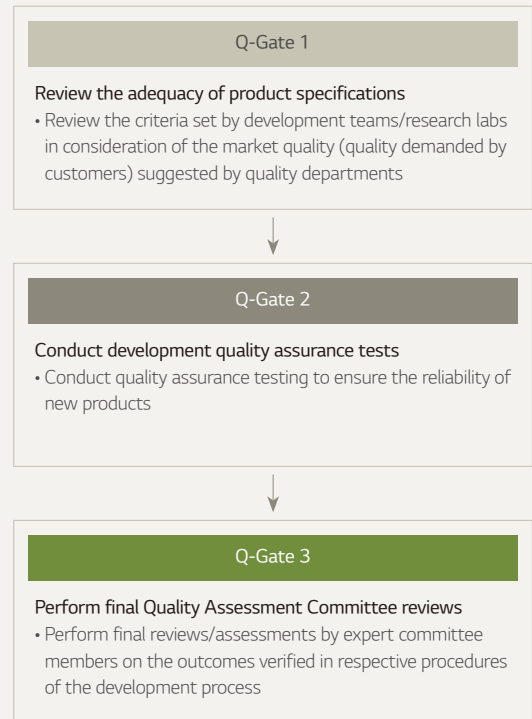 Q-Gate 1
Review the adequacy of product specifications
• Review the criteria set by development teams/research labs
in consideration of the market quality (quality demanded by
customers) suggested by quality departments
Q-Gate 2
Conduct development quality assurance tests
• Conduct quality assurance testing to ensure the reliability of
new products
Q-Gate 3
Perform final Quality Assessment Committee reviews
• Perform final reviews/assessments by expert committee
members on the outcomes verified in respective procedures
of the development process